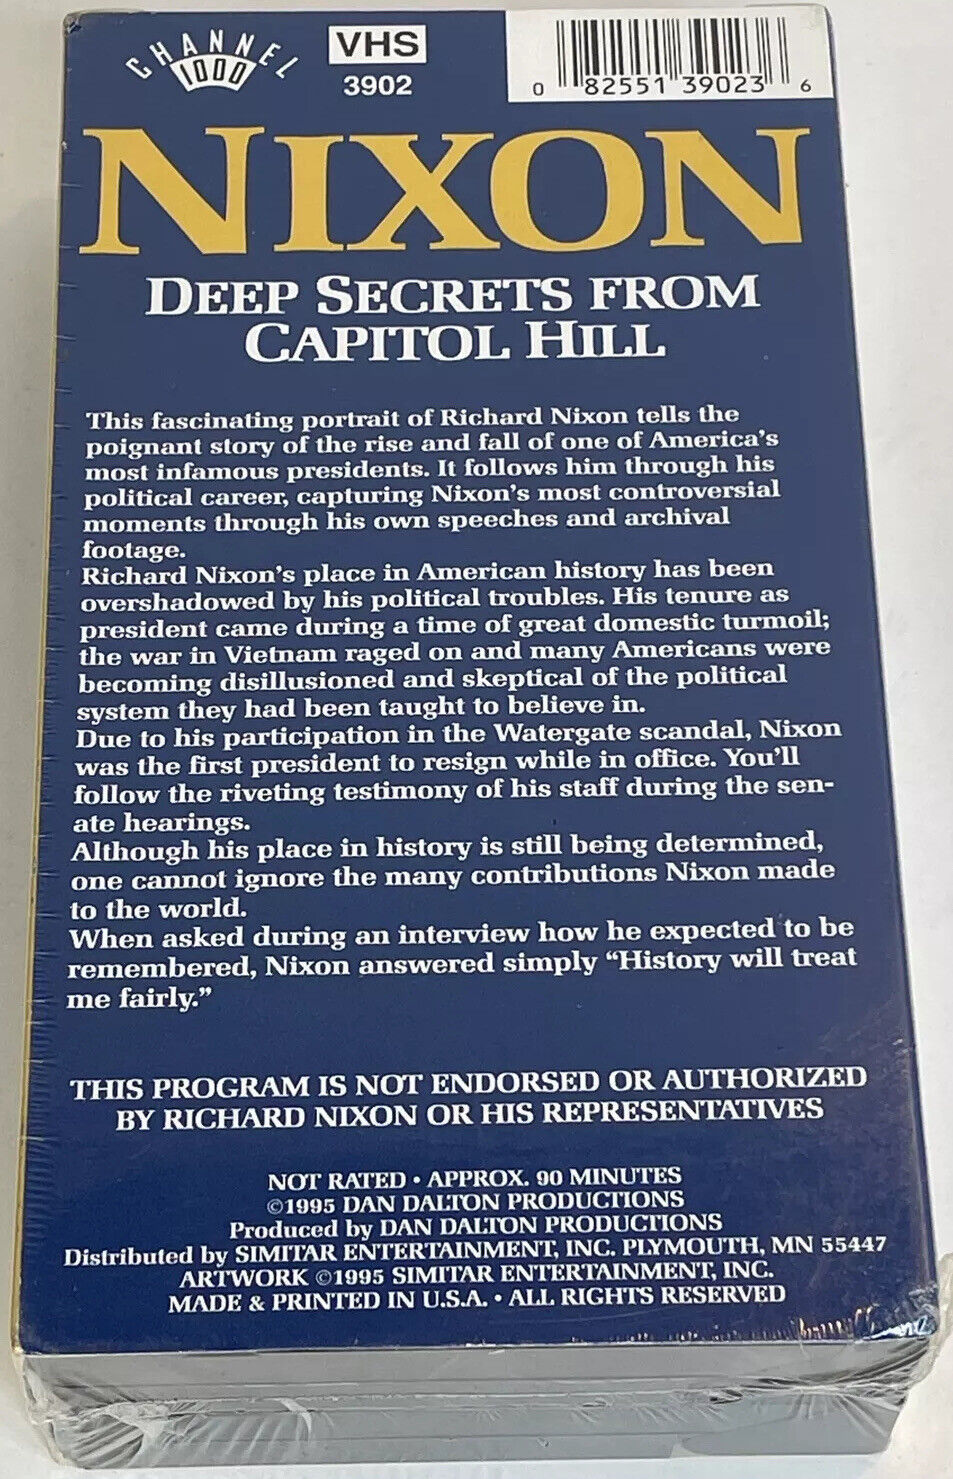 CHANNEL
1000
VHS
3902
0 82551 39023 6
NIXON
DEEP SECRETS FROM
CAPITOL HILL
This fascinating portrait of Richard Nixon tells the
poignant story of the rise and fall of one of America's
most infamous presidents. It follows him through his
political career, capturing Nixon's most controversial
moments through his own speeches and archival
footage.
Richard Nixon's place in American history has been
overshadowed by his political troubles. His tenure as
president came during a time of great domestic turmoil;
the war in Vietnam raged on and many Americans were
becoming disillusioned and skeptical of the political
system they had been taught to believe in.
Due to his participation in the Watergate scandal, Nixon
was the first president to resign while in office. You'll
follow the riveting testimony of his staff during the sen-
ate hearings.
Although his place in history is still being determined,
one cannot ignore the many contributions Nixon made
to the world.
When asked during an interview how he expected to be
remembered, Nixon answered simply “History will treat
me fairly.”
THIS PROGRAM IS NOT ENDORSED OR AUTHORIZED
BY RICHARD NIXON OR HIS REPRESENTATIVES
NOT RATED • APPROX. 90 MINUTES
©1995 DAN DALTON PRODUCTIONS
Produced by DAN DALTON PRODUCTIONS
Distributed by SIMITAR ENTERTAINMENT, INC. PLYMOUTH, MN 55447
ARTWORK ©1995 SIMITAR ENTERTAINMENT, INC.
MADE & PRINTED IN U.S.A. • ALL RIGHTS RESERVED